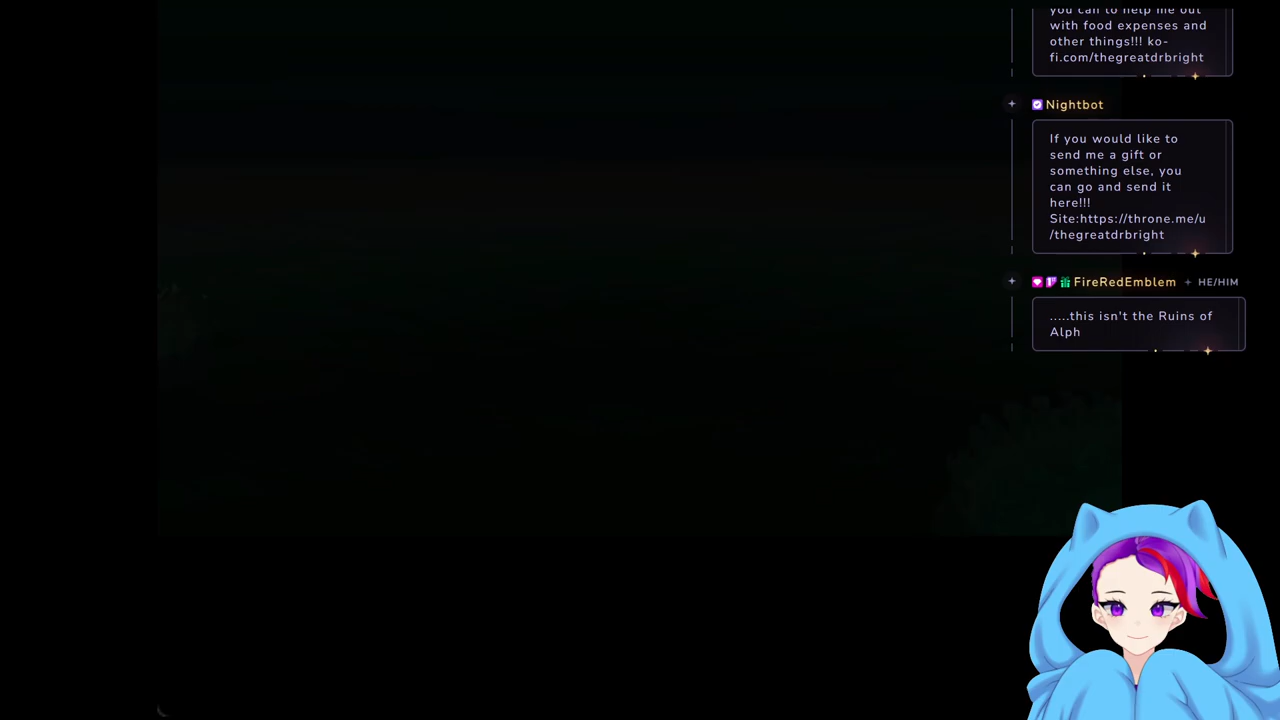 you can to help me out
with food expenses and
other things!!! ko-
fi.com/thegreatdrbright
Nightbot
If you would like to
send me a gift or
something else, you
can go and send it
here!!!
Site:https://throne.me/u
/thegreatdrbright
FireRedEmblem HE/HIM
.....this isn't the Ruins of
Alph